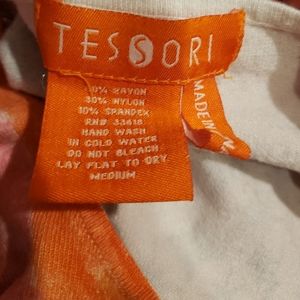 TESSORI
MADE IN
60% RAYON
30% NYLON
10% SPANDEX
RN# 33418
HAND WASH
IN COLD WATER
DO NOT BLEACH
LAY FLAT TO DRY
MEDIUM